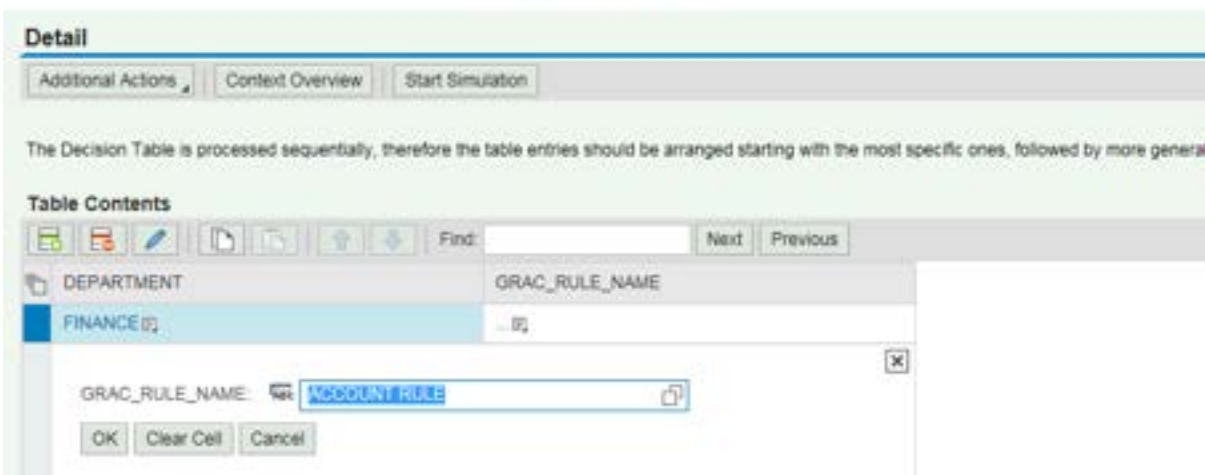 Detail
Additional Actions Context Overview Start Simulation
The Decision Table is processed sequentially, therefore the table entries should be arranged starting with the most specific ones, followed by more genera
Table Contents
Find: Next Previous
DEPARTMENT GRAC_RULE_NAME
FINANCE ...
GRAC_RULE_NAME: ABC ACCOUNT RULE
OK Clear Cell Cancel